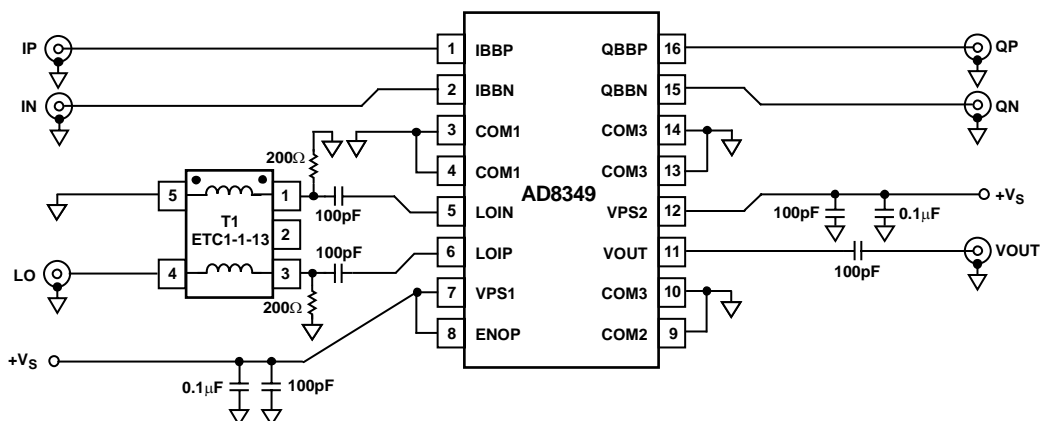 IP
IN
LO
+VS
1 IBBP
2 IBBN
3 COM1
4 COM1
5 LOIN
6 LOIP
7 VPS1
8 ENOP
AD8349
QBBP 16
QBBN 15
COM3 14
COM3 13
VPS2 12
VOUT 11
COM3 10
COM2 9
QP
QN
+VS
VOUT
200Ω
100pF
5
1
T1
ETC1-1-13
2
4
3
100pF
200Ω
0.1μF
100pF
100pF
0.1μF
100pF